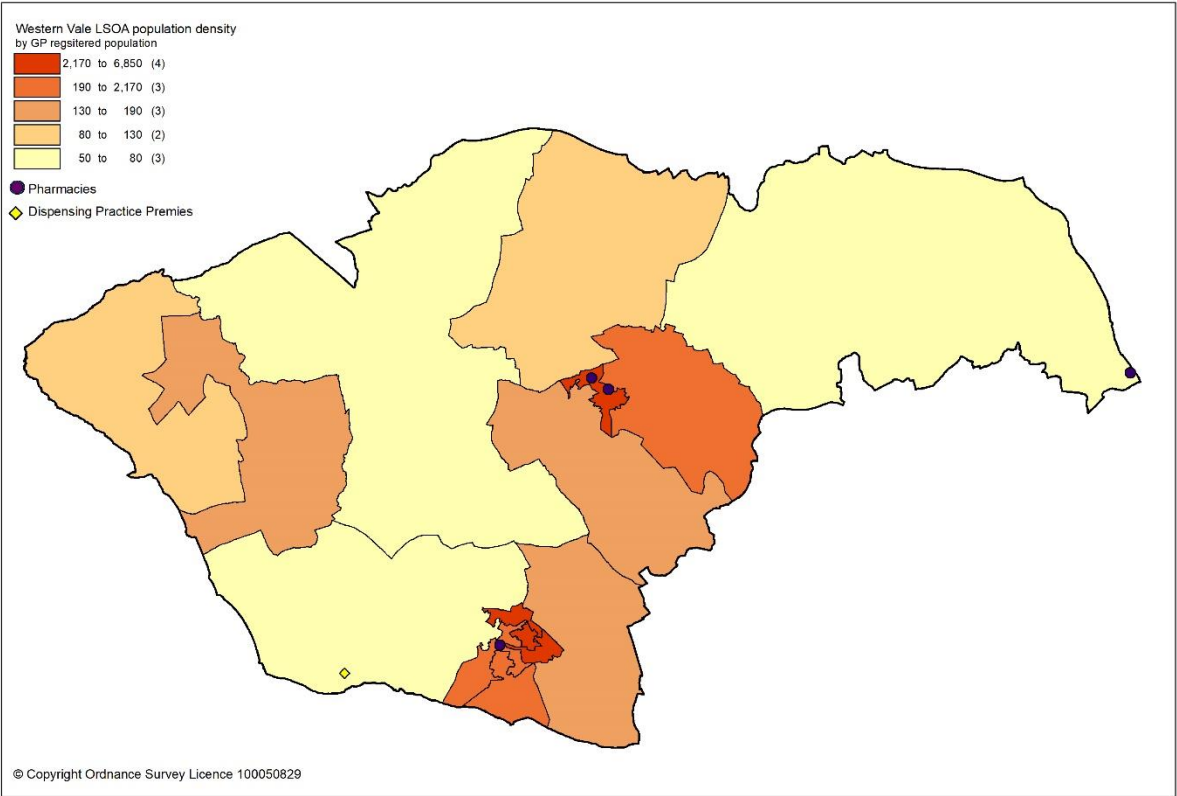 Western Vale LSOA population density
by GP regsitered population
2,170 to 6,850 (4)
190 to 2,170 (3)
130 to 190 (3)
80 to 130 (2)
50 to 80 (3)
Pharmacies
Dispensing Practice Premies
© Copyright Ordnance Survey Licence 100050829